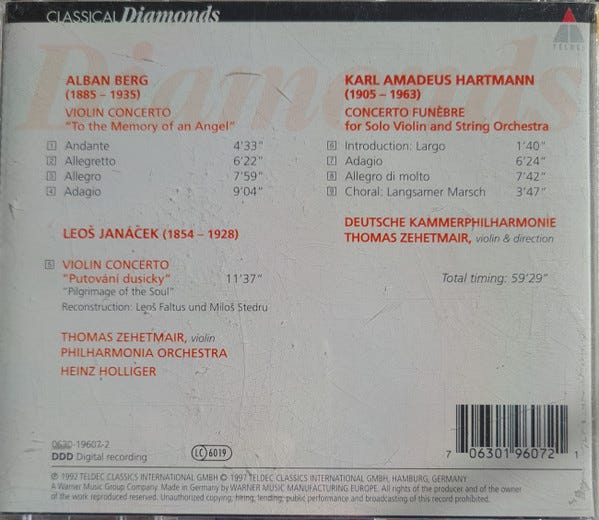 CLASSICAL Diamonds
TELDEC
Diamonds
ALBAN BERG
(1885 – 1935)
VIOLIN CONCERTO
"To the Memory of an Angel"
1 Andante 4'33"
2 Allegretto 6'22"
3 Allegro 7'59"
4 Adagio 9'04"
LEOŠ JANÁČEK (1854 – 1928)
5 VIOLIN CONCERTO
"Putování dusicky" 11'37"
"Pilgrimage of the Soul"
Reconstruction: Leoš Faltus und Miloš Stedru
THOMAS ZEHETMAIR, violin
PHILHARMONIA ORCHESTRA
HEINZ HOLLIGER
KARL AMADEUS HARTMANN
(1905 – 1963)
CONCERTO FUNÈBRE
for Solo Violin and String Orchestra
6 Introduction: Largo 1'40"
7 Adagio 6'24"
8 Allegro di molto 7'42"
9 Choral: Langsamer Marsch 3'47"
DEUTSCHE KAMMERPHILHARMONIE
THOMAS ZEHETMAIR, violin & direction
Total timing: 59'29"
0630-19607-2
DDD Digital recording
LC 6019
7 06301 96072 1
℗ 1992 TELDEC CLASSICS INTERNATIONAL GMBH © 1997 TELDEC CLASSICS INTERNATIONAL GMBH, HAMBURG, GERMANY
A Warner Music Group Company. Made in Germany by WARNER MUSIC MANUFACTURING EUROPE. All rights of the producer and of the owner
of the work reproduced reserved. Unauthorized copying, hiring, lending, public performance and broadcasting of this record prohibited.